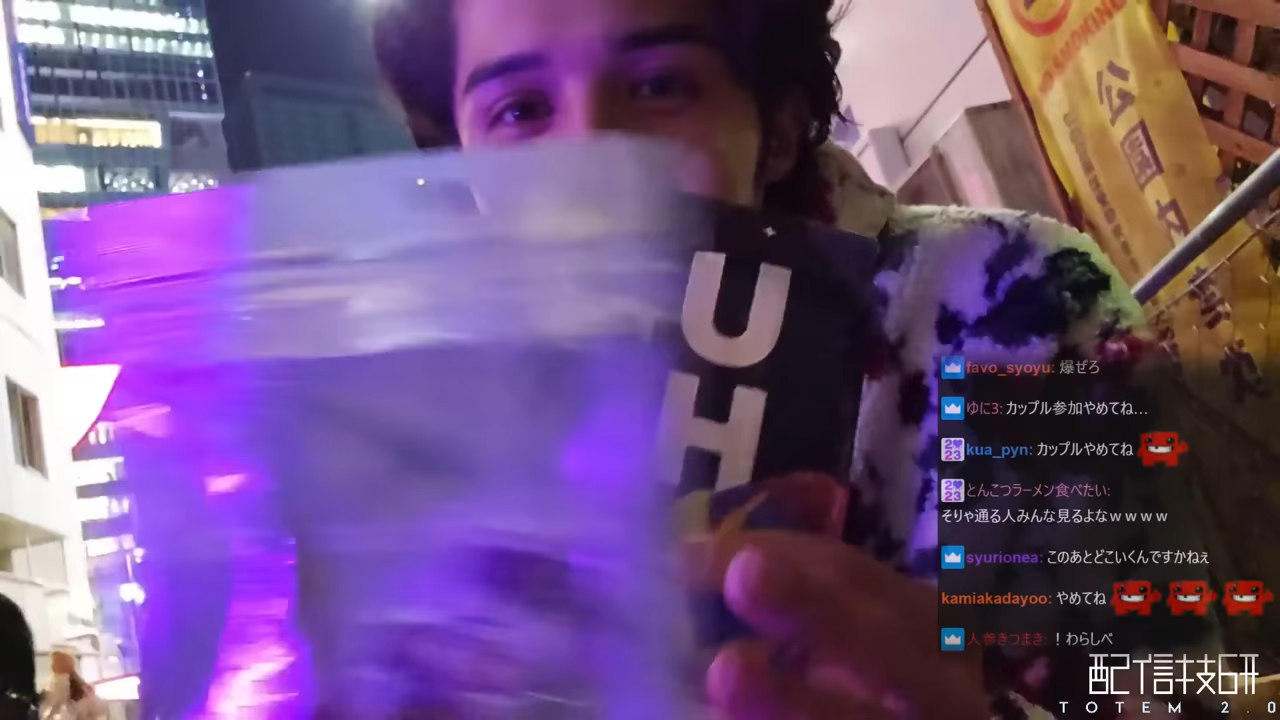 NO SMOKING
公園
U
H
favo_syoyu: 爆ぜろ
ゆに3: カップル参加やめてね…
kua_pyn: カップルやめてね
とんこつラーメン食べたい:
そりゃ通る人みんな見るよなｗｗｗｗ
syurionea: このあとどこいくんですかねぇ
kamiakadayoo: やめてね
人参きつまき: ！わらしべ
配信技研
TOTEM 2.0